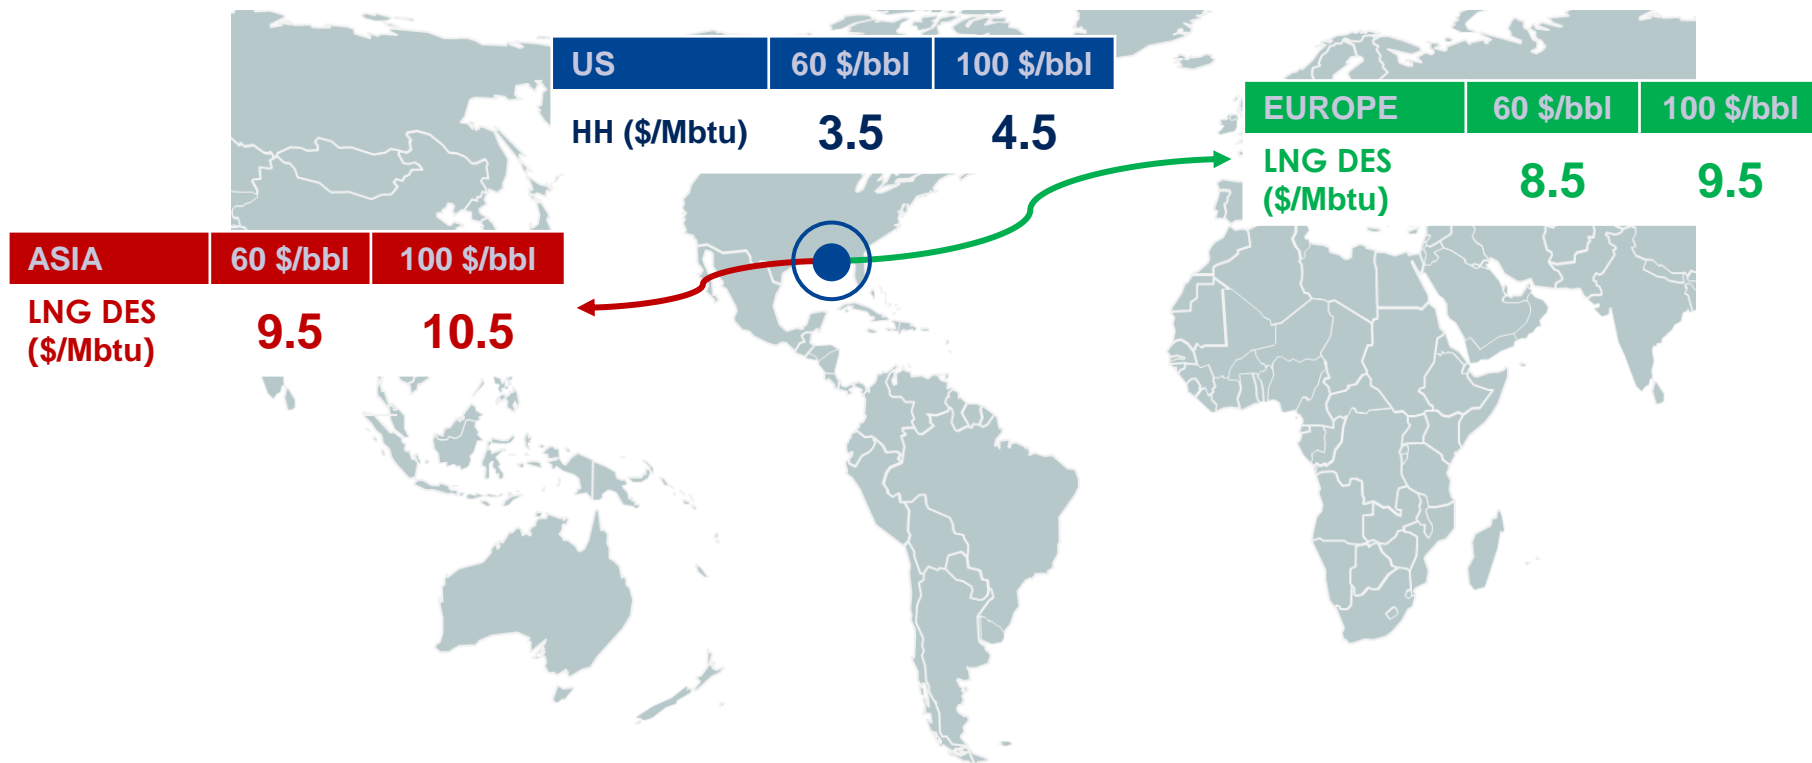 US 60 $/bbl 100 $/bbl
HH ($/Mbtu) 3.5 4.5
EUROPE 60 $/bbl 100 $/bbl
LNG DES
($/Mbtu) 8.5 9.5
ASIA 60 $/bbl 100 $/bbl
LNG DES
($/Mbtu) 9.5 10.5